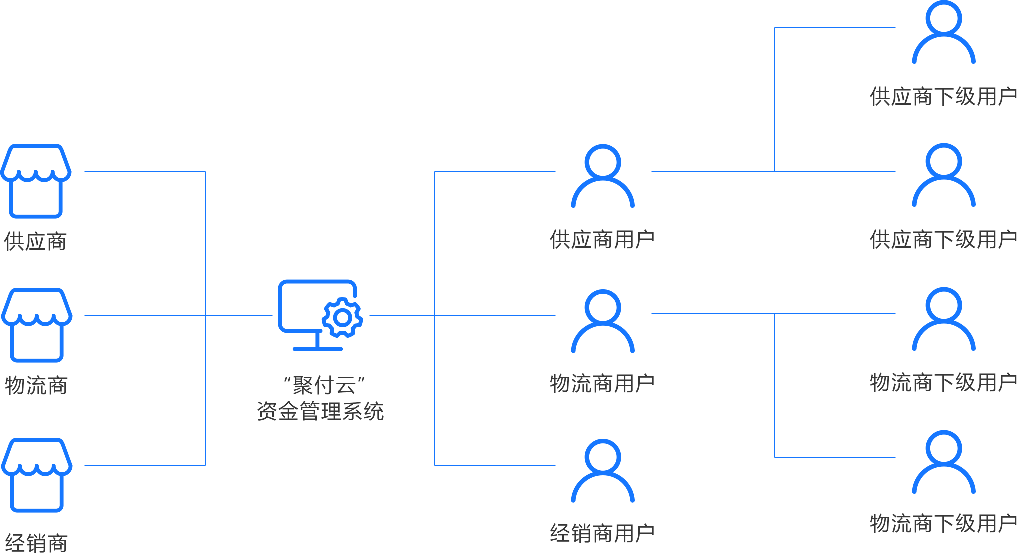 供应商下级用户
供应商
供应商用户
供应商下级用户
物流商
“聚付云”
资金管理系统
物流商用户
物流商下级用户
经销商
经销商用户
物流商下级用户